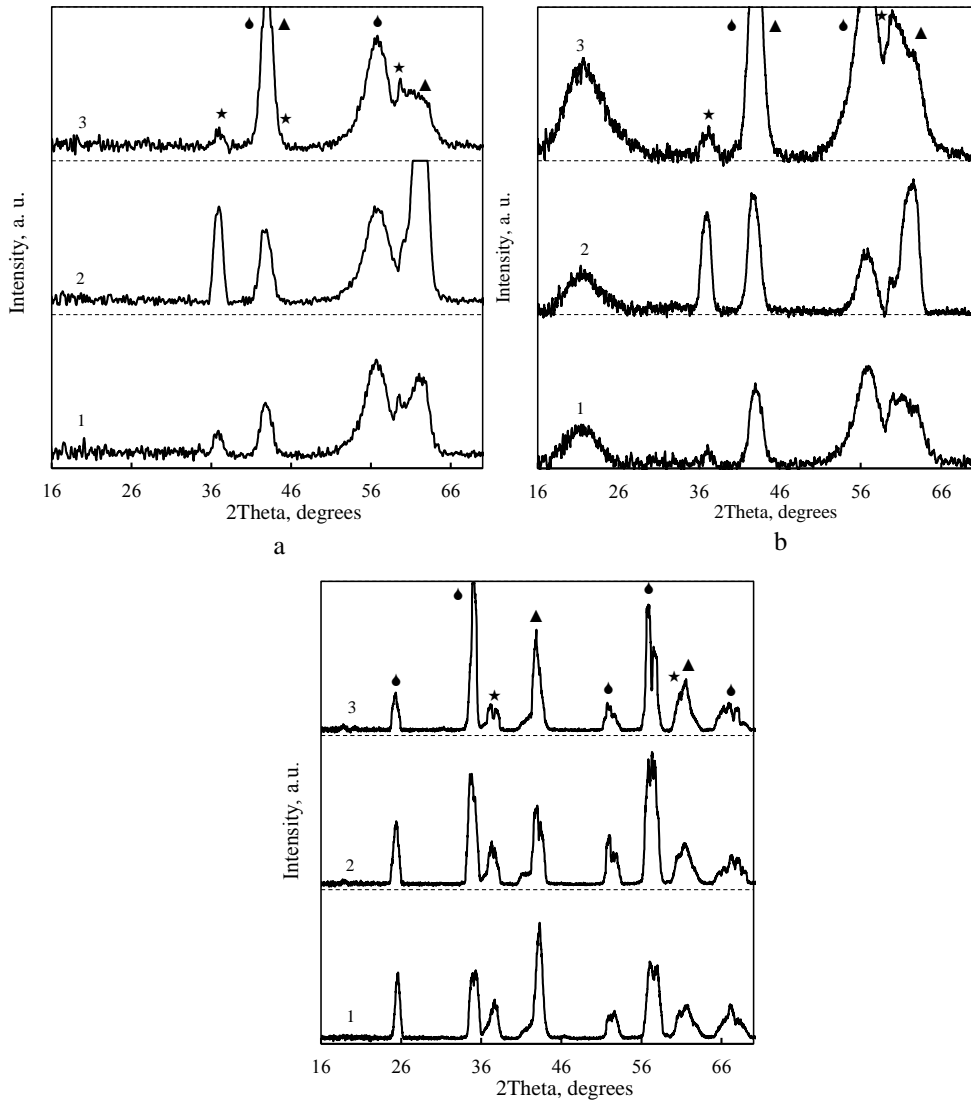 3
2
1
Intensity, a. u.
16 26 36 46 56 66
2Theta, degrees
a
3
2
1
Intensity, a. u.
16 26 36 46 56 66
2Theta, degrees
b
3
2
1
Intensity, a.u.
16 26 36 46 56 66
2Theta, degrees